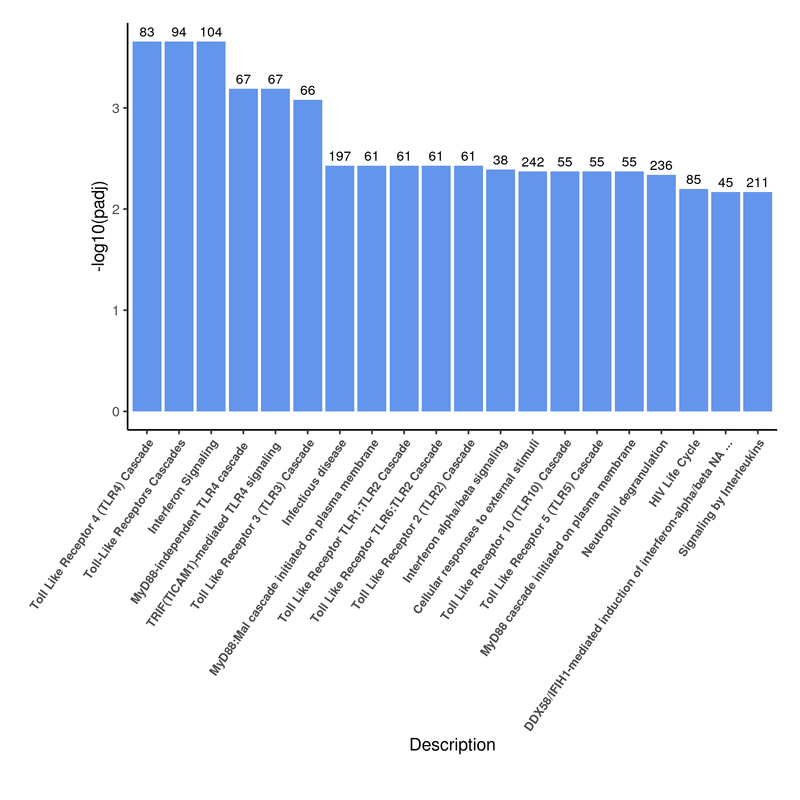 83
94
104
67
67
66
197
61
61
61
61
38
242
55
55
55
236
85
45
211
-log10(padj)
3
2
1
0
Toll Like Receptor 4 (TLR4) Cascade
Toll-Like Receptors Cascades
Interferon Signaling
MyD88-independent TLR4 cascade
TRIF(TICAM1)-mediated TLR4 signaling
Toll Like Receptor 3 (TLR3) Cascade
Infectious disease
MyD88:Mal cascade initiated on plasma membrane
Toll Like Receptor TLR1:TLR2 Cascade
Toll Like Receptor TLR6:TLR2 Cascade
Toll Like Receptor 2 (TLR2) Cascade
Interferon alpha/beta signaling
Cellular responses to external stimuli
Toll Like Receptor 10 (TLR10) Cascade
Toll Like Receptor 5 (TLR5) Cascade
MyD88 cascade initiated on plasma membrane
Neutrophil degranulation
HIV Life Cycle
DDX58/IFIH1-mediated induction of interferon-alpha/beta NA ...
Signaling by Interleukins
Description